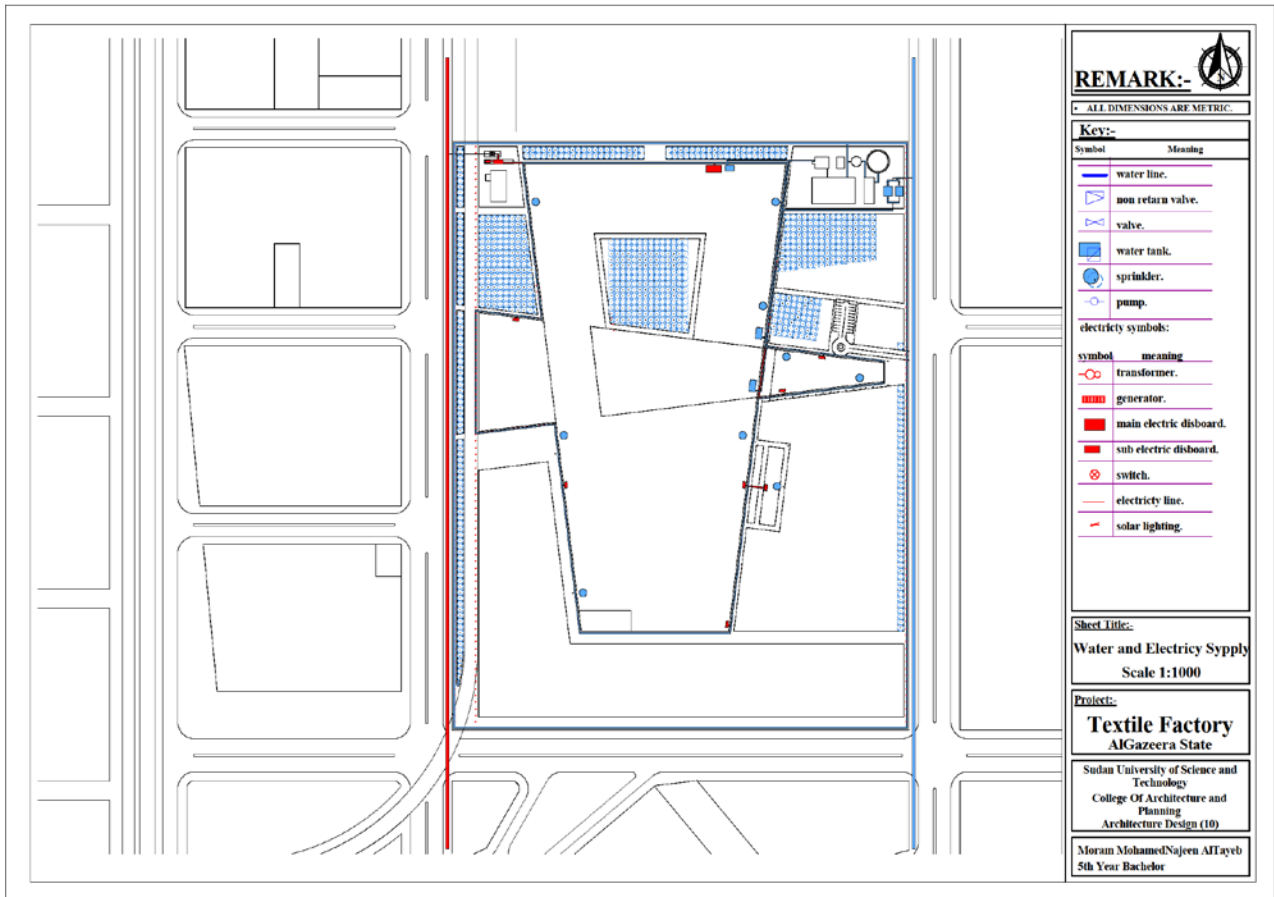 REMARK:-
• ALL DIMENSIONS ARE METRIC.
Key:-
Symbol Meaning
water line.
non retarn valve.
valve.
water tank.
sprinkler.
pump.
electricty symbols:
symbol meaning
transformer.
generator.
main electric disboard.
sub electric disboard.
switch.
electricty line.
solar lighting.
Sheet Title:-
Water and Electricy Sypply
Scale 1:1000
Project:-
Textile Factory
AlGazeera State
Sudan University of Science and
Technology
College Of Architecture and
Planning
Architecture Design (10)
Moram MohamedNajeen AlTayeb
5th Year Bachelor